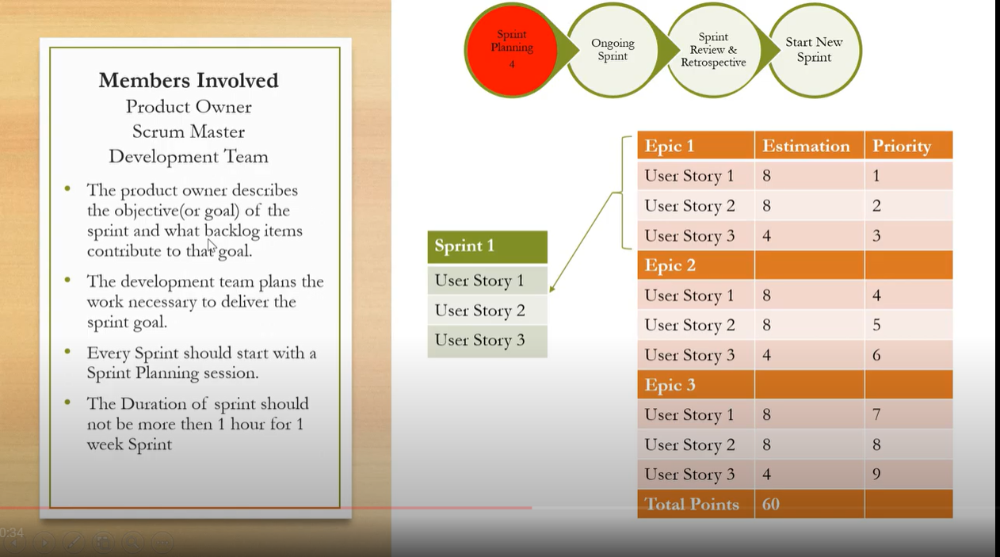 Members Involved
Product Owner
Scrum Master
Development Team
• The product owner describes
the objective(or goal) of the
sprint and what backlog items
contribute to that goal.
• The development team plans the
work necessary to deliver the
sprint goal.
• Every Sprint should start with a
Sprint Planning session.
• The Duration of sprint should
not be more then 1 hour for 1
week Sprint
Sprint
Planning
4
Ongoing
Sprint
Sprint
Review &
Retrospective
Start New
Sprint
Sprint 1
User Story 1
User Story 2
User Story 3
Epic 1 Estimation Priority
User Story 1 8 1
User Story 2 8 2
User Story 3 4 3
Epic 2
User Story 1 8 4
User Story 2 8 5
User Story 3 4 6
Epic 3
User Story 1 8 7
User Story 2 8 8
User Story 3 4 9
Total Points 60
0:34